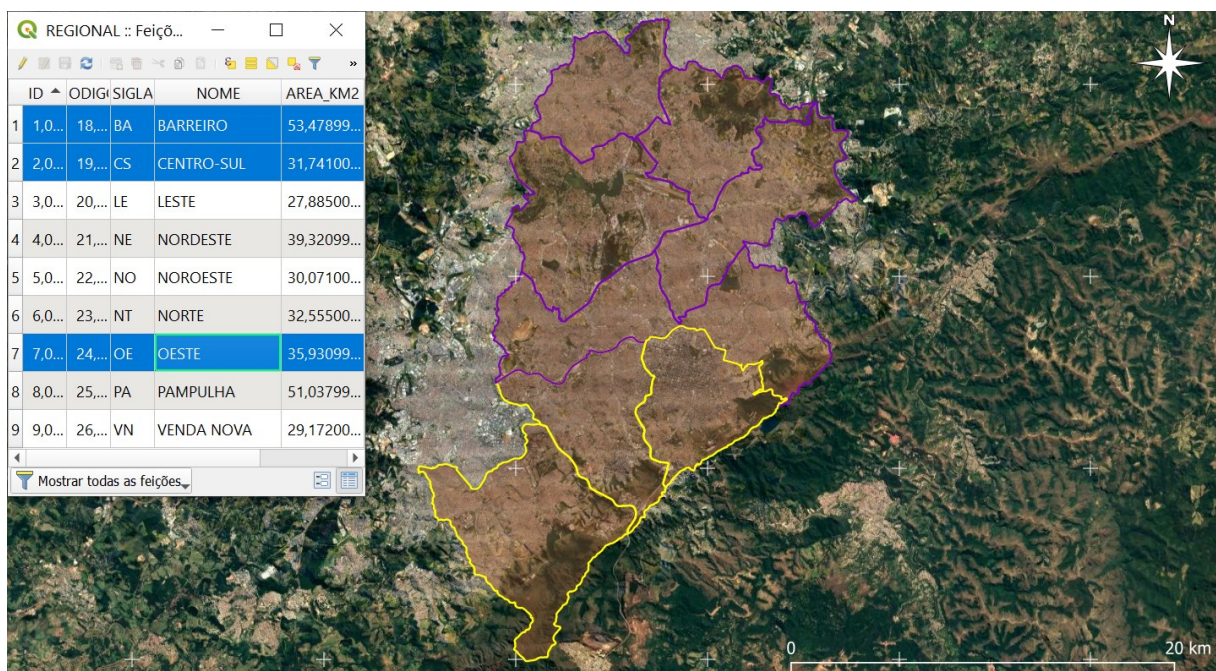 REGIONAL :: Feiçõ...
ID ODIG SIGLA NOME AREA_KM2
1 1,0... 18,... BA BARREIRO 53,47899...
2 2,0... 19,... CS CENTRO-SUL 31,74100...
3 3,0... 20,... LE LESTE 27,88500...
4 4,0... 21,... NE NORDESTE 39,32099...
5 5,0... 22,... NO NOROESTE 30,07100...
6 6,0... 23,... NT NORTE 32,55500...
7 7,0... 24,... OE OESTE 35,93099...
8 8,0... 25,... PA PAMPULHA 51,03799...
9 9,0... 26,... VN VENDA NOVA 29,17200...
Mostrar todas as feições
N
0 20 km